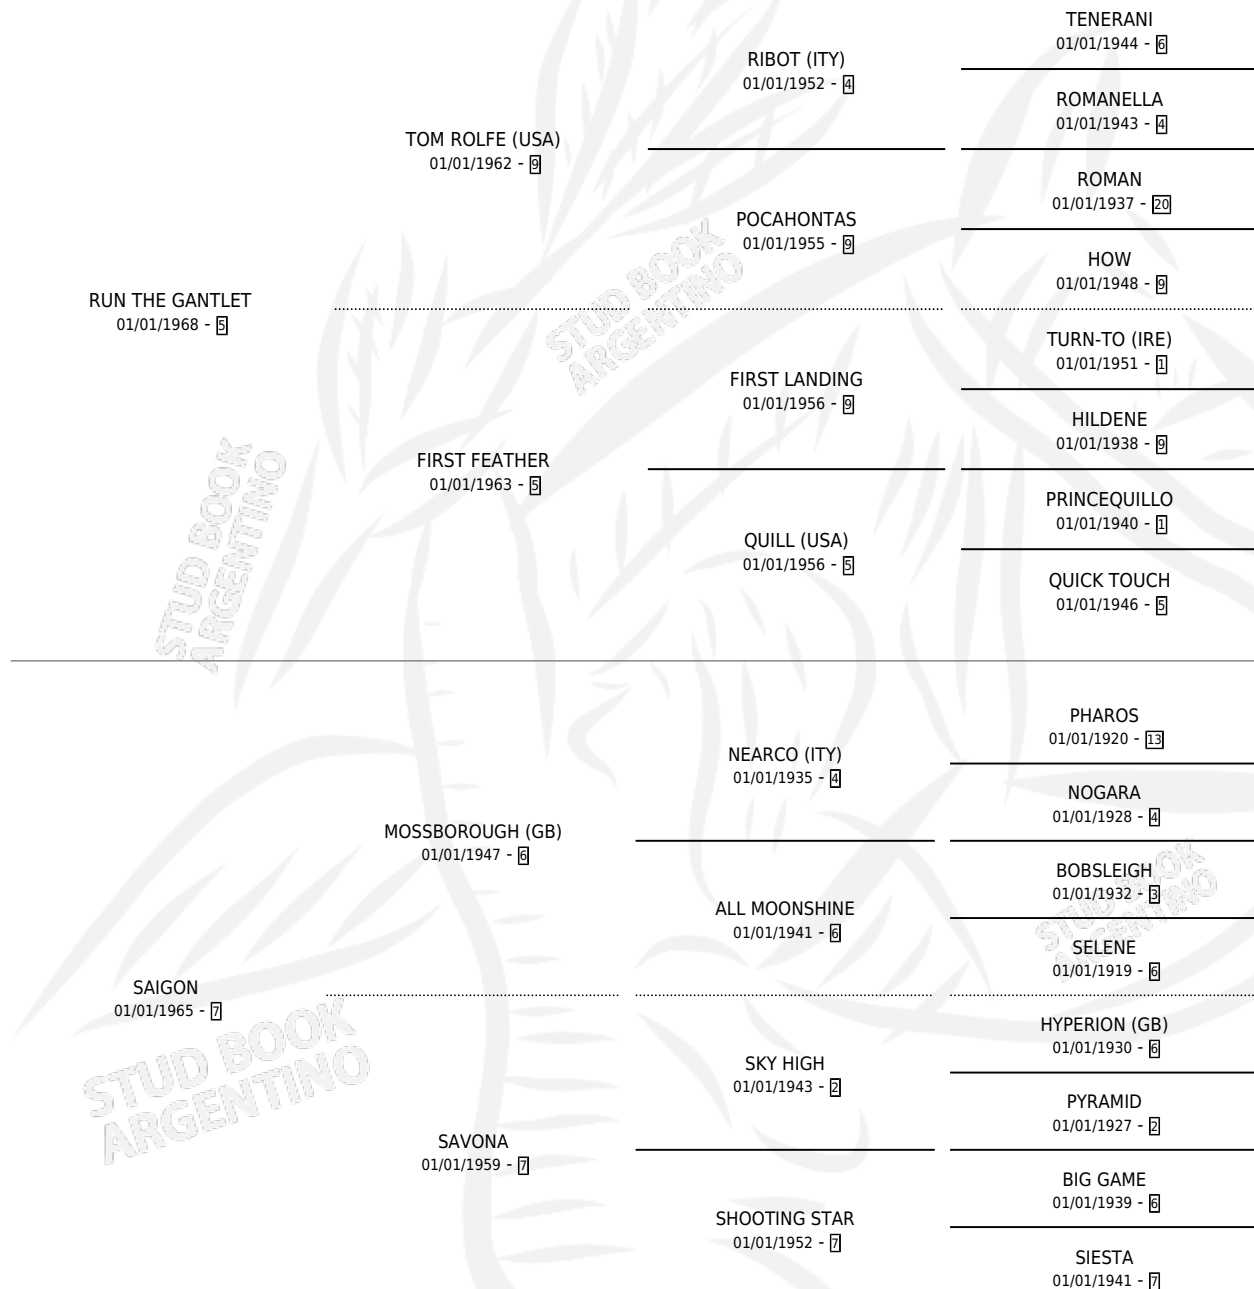 TENERANI
01/01/1944 - 6
RIBOT (ITY)
01/01/1952 - 4
ROMANELLA
01/01/1943 - 4
TOM ROLFE (USA)
01/01/1962 - 9
ROMAN
01/01/1937 - 20
POCAHONTAS
01/01/1955 - 9
HOW
01/01/1948 - 9
RUN THE GANTLET
01/01/1968 - 5
TURN-TO (IRE)
01/01/1951 - 1
FIRST LANDING
01/01/1956 - 9
HILDENE
01/01/1938 - 9
FIRST FEATHER
01/01/1963 - 5
PRINCEQUILLO
01/01/1940 - 1
QUILL (USA)
01/01/1956 - 5
QUICK TOUCH
01/01/1946 - 5
PHAROS
01/01/1920 - 13
NEARCO (ITY)
01/01/1935 - 4
NOGARA
01/01/1928 - 4
MOSSBOROUGH (GB)
01/01/1947 - 6
BOBSLEIGH
01/01/1932 - 3
ALL MOONSHINE
01/01/1941 - 6
SELENE
01/01/1919 - 6
SAIGON
01/01/1965 - 7
HYPERION (GB)
01/01/1930 - 6
SKY HIGH
01/01/1943 - 2
PYRAMID
01/01/1927 - 2
SAVONA
01/01/1959 - 7
BIG GAME
01/01/1939 - 6
SHOOTING STAR
01/01/1952 - 7
SIESTA
01/01/1941 - 7
STUD BOOK
ARGENTINO
STUD BOOK
ARGENTINO
STUD BOOK
ARGENTINO
STUD BOOK
ARGENTINO